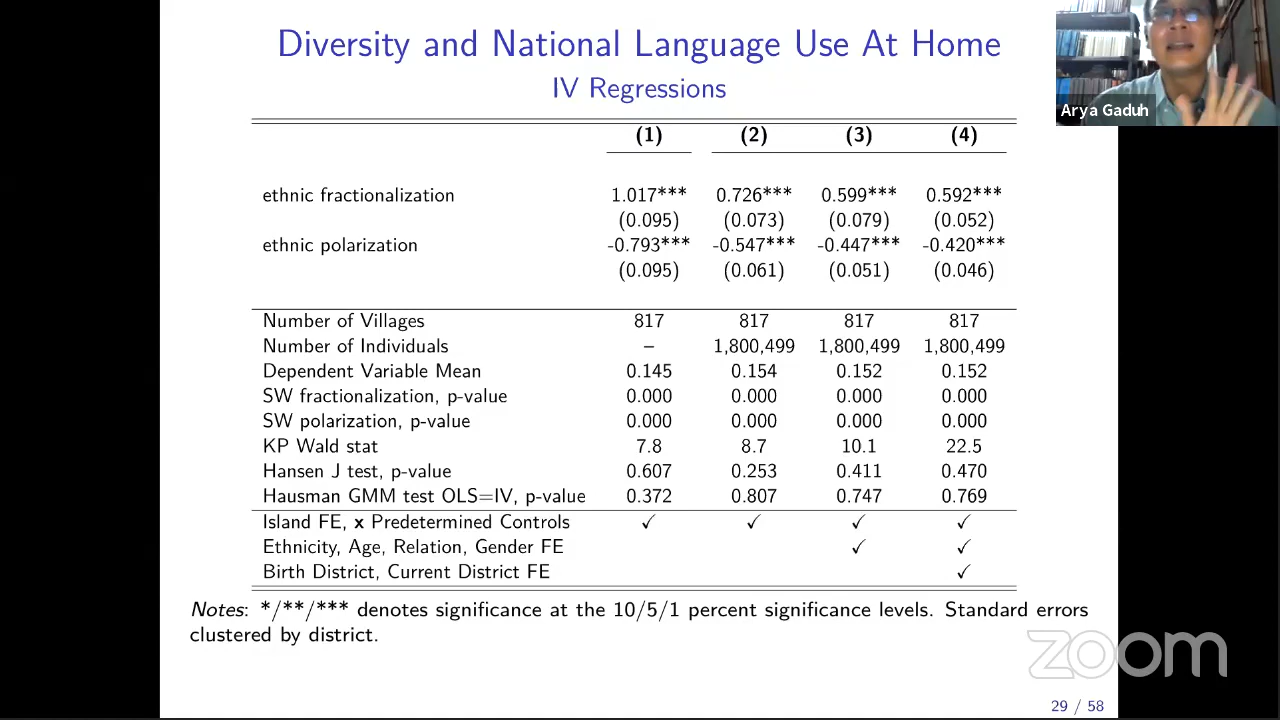 Diversity and National Language Use At Home
IV Regressions
Arya Gaduh
(1) (2) (3) (4)
ethnic fractionalization 1.017*** 0.726*** 0.599*** 0.592***
(0.095) (0.073) (0.079) (0.052)
ethnic polarization -0.793*** -0.547*** -0.447*** -0.420***
(0.095) (0.061) (0.051) (0.046)
Number of Villages 817 817 817 817
Number of Individuals – 1,800,499 1,800,499 1,800,499
Dependent Variable Mean 0.145 0.154 0.152 0.152
SW fractionalization, p-value 0.000 0.000 0.000 0.000
SW polarization, p-value 0.000 0.000 0.000 0.000
KP Wald stat 7.8 8.7 10.1 22.5
Hansen J test, p-value 0.607 0.253 0.411 0.470
Hausman GMM test OLS=IV, p-value 0.372 0.807 0.747 0.769
Island FE, x Predetermined Controls ✓ ✓ ✓ ✓
Ethnicity, Age, Relation, Gender FE ✓ ✓
Birth District, Current District FE ✓
Notes: */**/*** denotes significance at the 10/5/1 percent significance levels. Standard errors
clustered by district.
zoom
29 / 58